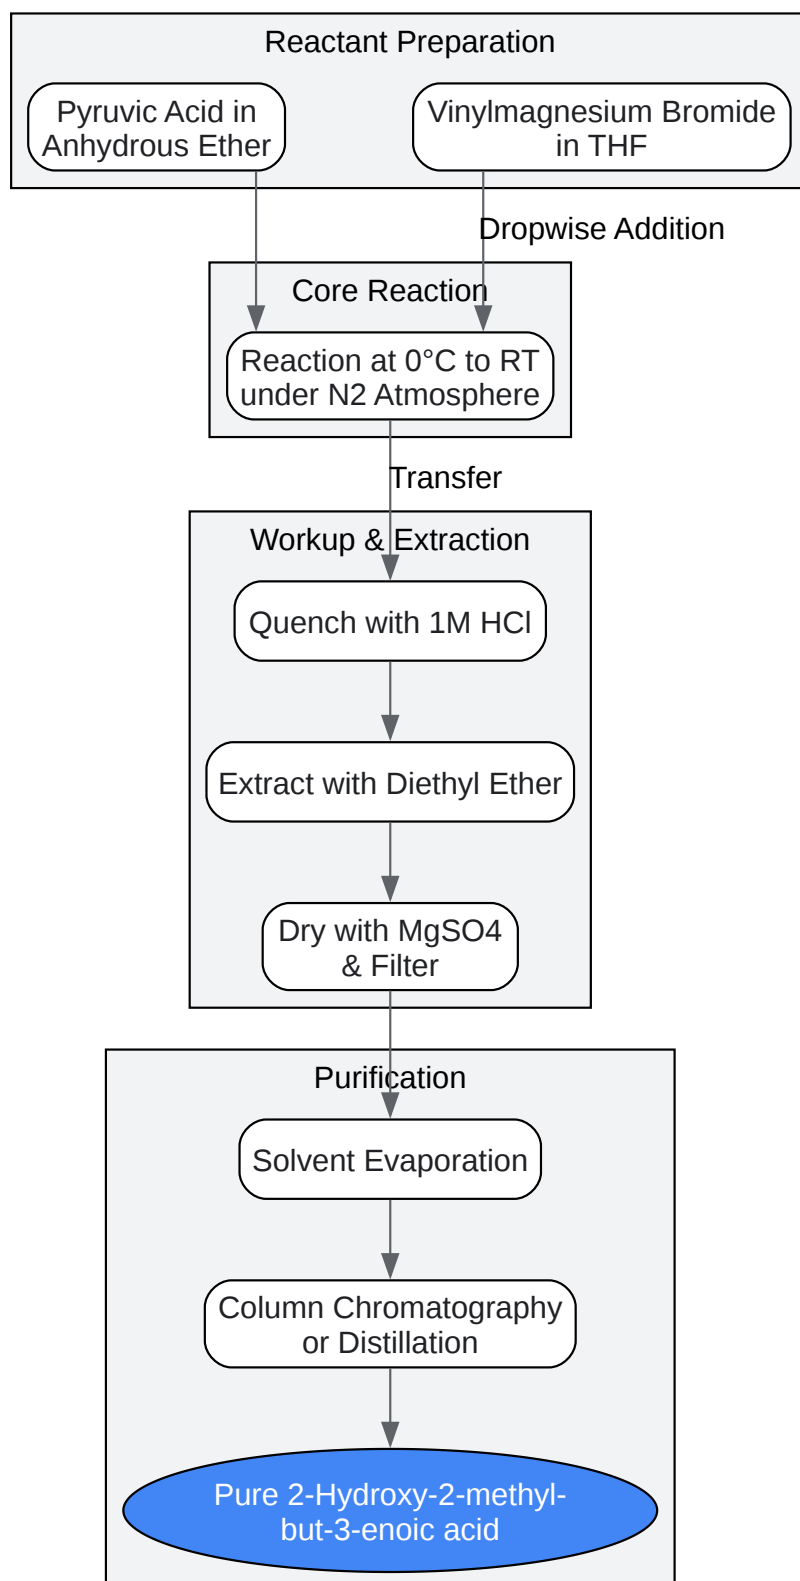 Reactant Preparation
Pyruvic Acid in
Anhydrous Ether
Vinylmagnesium Bromide
in THF
Dropwise Addition
Core Reaction
Reaction at 0°C to RT
under N2 Atmosphere
Transfer
Workup & Extraction
Quench with 1M HCl
Extract with Diethyl Ether
Dry with MgSO4
& Filter
Purification
Solvent Evaporation
Column Chromatography
or Distillation
Pure 2-Hydroxy-2-methyl-
but-3-enoic acid